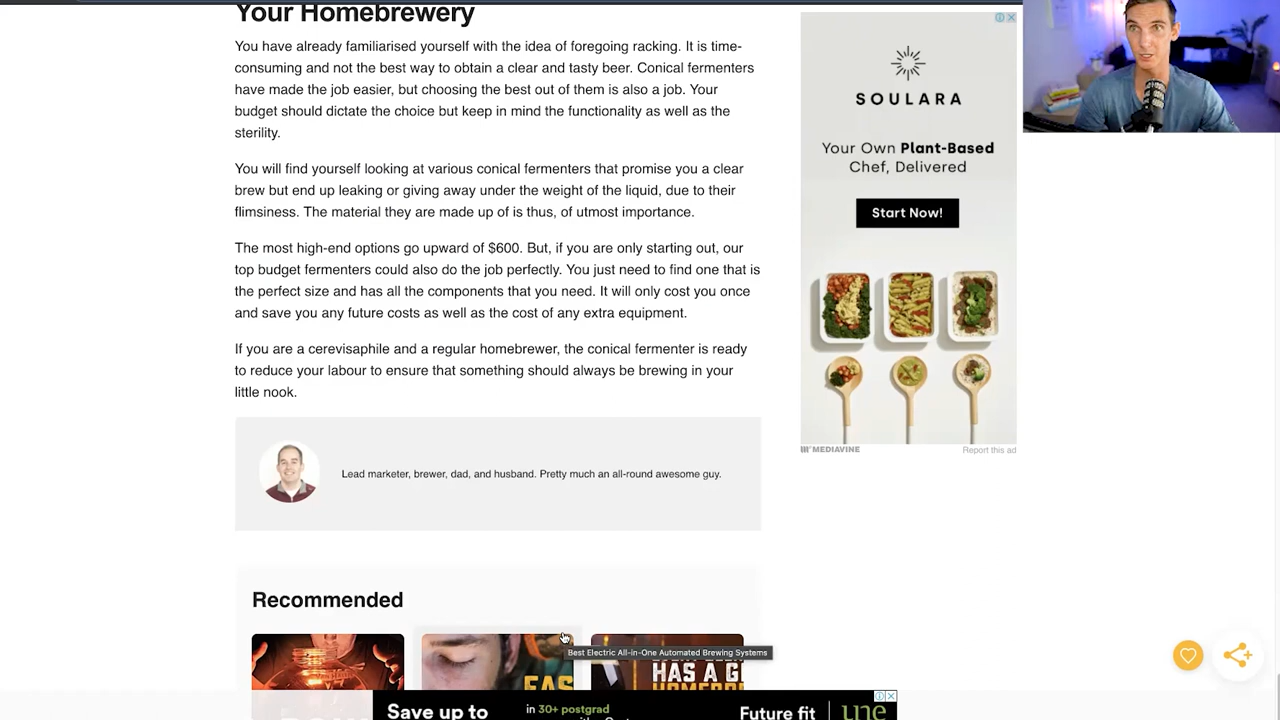 Your Homebrewery
You have already familiarised yourself with the idea of foregoing racking. It is time-
consuming and not the best way to obtain a clear and tasty beer. Conical fermenters
have made the job easier, but choosing the best out of them is also a job. Your
budget should dictate the choice but keep in mind the functionality as well as the
sterility.
You will find yourself looking at various conical fermenters that promise you a clear
brew but end up leaking or giving away under the weight of the liquid, due to their
flimsiness. The material they are made up of is thus, of utmost importance.
The most high-end options go upward of $600. But, if you are only starting out, our
top budget fermenters could also do the job perfectly. You just need to find one that is
the perfect size and has all the components that you need. It will only cost you once
and save you any future costs as well as the cost of any extra equipment.
If you are a cerevisaphile and a regular homebrewer, the conical fermenter is ready
to reduce your labour to ensure that something should always be brewing in your
little nook.
Lead marketer, brewer, dad, and husband. Pretty much an all-round awesome guy.
Recommended
Best Electric All-in-One Automated Brewing Systems
EAS
HAS A G
SOULARA
Your Own Plant-Based
Chef, Delivered
Start Now!
MEDIAVINE
Report this ad
Save up to
in 30+ postgrad
Future fit
une